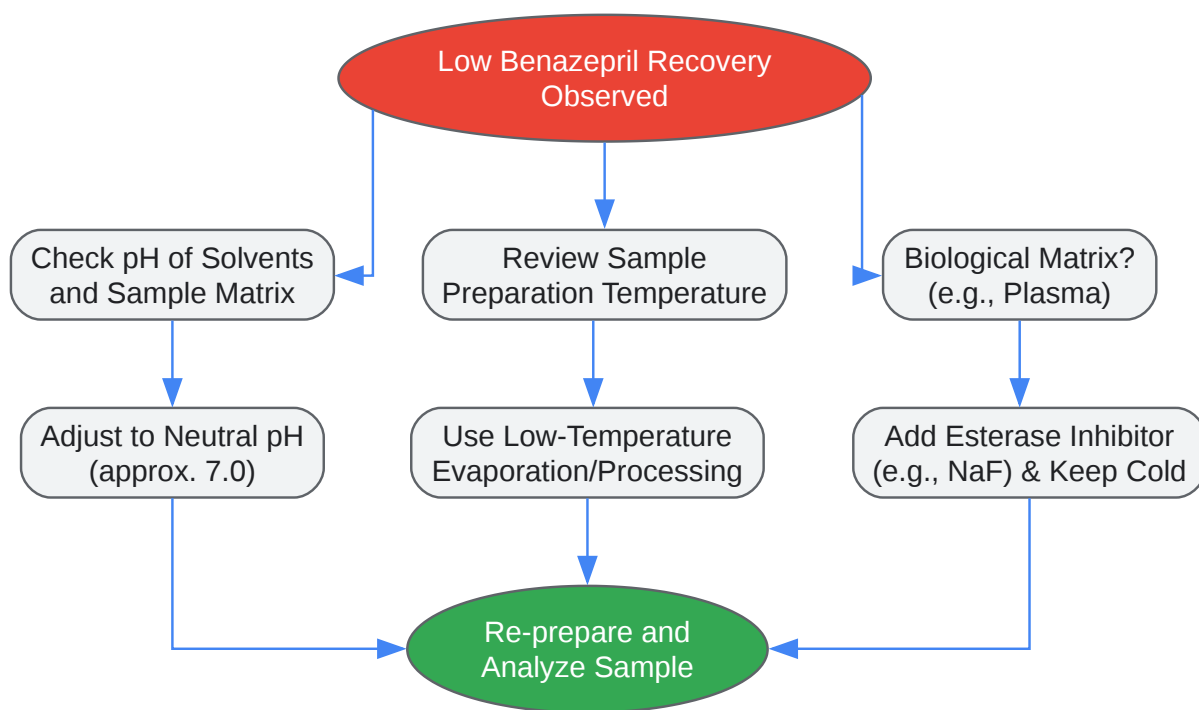 Low Benazepril Recovery
Observed
Check pH of Solvents
and Sample Matrix
Review Sample
Preparation Temperature
Biological Matrix?
(e.g., Plasma)
Adjust to Neutral pH
(approx. 7.0)
Use Low-Temperature
Evaporation/Processing
Add Esterase Inhibitor
(e.g., NaF) & Keep Cold
Re-prepare and
Analyze Sample